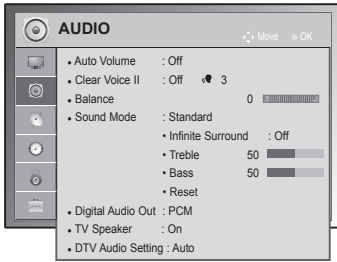 AUDIO
Move OK
• Auto Volume : Off
• Clear Voice II : Off 3
• Balance 0
• Sound Mode : Standard
• Infinite Surround : Off
• Treble 50
• Bass 50
• Reset
• Digital Audio Out : PCM
• TV Speaker : On
• DTV Audio Setting : Auto